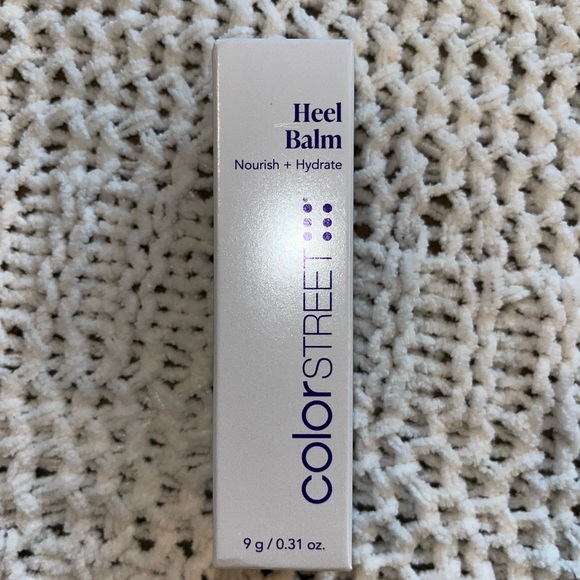 Heel
Balm
Nourish + Hydrate
colorSTREET
9 g / 0.31 oz.